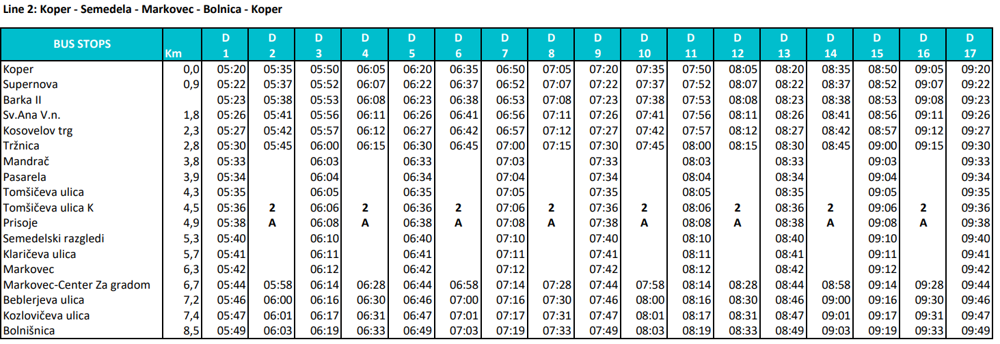 Line 2: Koper - Semedela - Markovec - Bolnica - Koper
D D D D D D D D D D D D D D D D D
BUS STOPS Km 1 2 3 4 5 6 7 8 9 10 11 12 13 14 15 16 17
Koper 0,0 05:20 05:35 05:50 06:05 06:20 06:35 06:50 07:05 07:20 07:35 07:50 08:05 08:20 08:35 08:50 09:05 09:20
Supernova 0,9 05:22 05:37 05:52 06:07 06:22 06:37 06:52 07:07 07:22 07:37 07:52 08:07 08:22 08:37 08:52 09:07 09:22
Barka II 05:23 05:38 05:53 06:08 06:23 06:38 06:53 07:08 07:23 07:38 07:53 08:08 08:23 08:38 08:53 09:08 09:23
Sv.Ana V.n. 1,8 05:26 05:41 05:56 06:11 06:26 06:41 06:56 07:11 07:26 07:41 07:56 08:11 08:26 08:41 08:56 09:11 09:26
Kosovelov trg 2,3 05:27 05:42 05:57 06:12 06:27 06:42 06:57 07:12 07:27 07:42 07:57 08:12 08:27 08:42 08:57 09:12 09:27
Tržnica 2,8 05:30 05:45 06:00 06:15 06:30 06:45 07:00 07:15 07:30 07:45 08:00 08:15 08:30 08:45 09:00 09:15 09:30
Mandrač 3,8 05:33 06:03 06:33 07:03 07:33 08:03 08:33 09:03 09:33
Pasarela 3,9 05:34 06:04 06:34 07:04 07:34 08:04 08:34 09:04 09:34
Tomšičeva ulica 4,3 05:35 06:05 06:35 07:05 07:35 08:05 08:35 09:05 09:35
Tomšičeva ulica K 4,5 05:36 2 06:06 2 06:36 2 07:06 2 07:36 2 08:06 2 08:36 2 09:06 2 09:36
Prisoje 4,9 05:38 A 06:08 A 06:38 A 07:08 A 07:38 A 08:08 A 08:38 A 09:08 A 09:38
Semedelski razgledi 5,3 05:40 06:10 06:40 07:10 07:40 08:10 08:40 09:10 09:40
Klaričeva ulica 5,7 05:41 06:11 06:41 07:11 07:41 08:11 08:41 09:11 09:41
Markovec 6,3 05:42 06:12 06:42 07:12 07:42 08:12 08:42 09:12 09:42
Markovec-Center Za gradom 6,7 05:44 05:58 06:14 06:28 06:44 06:58 07:14 07:28 07:44 07:58 08:14 08:28 08:44 08:58 09:14 09:28 09:44
Beblerjeva ulica 7,2 05:46 06:00 06:16 06:30 06:46 07:00 07:16 07:30 07:46 08:00 08:16 08:30 08:46 09:00 09:16 09:30 09:46
Kozlovičeva ulica 7,4 05:47 06:01 06:17 06:31 06:47 07:01 07:17 07:31 07:47 08:01 08:17 08:31 08:47 09:01 09:17 09:31 09:47
Bolnišnica 8,5 05:49 06:03 06:19 06:33 06:49 07:03 07:19 07:33 07:49 08:03 08:19 08:33 08:49 09:03 09:19 09:33 09:49